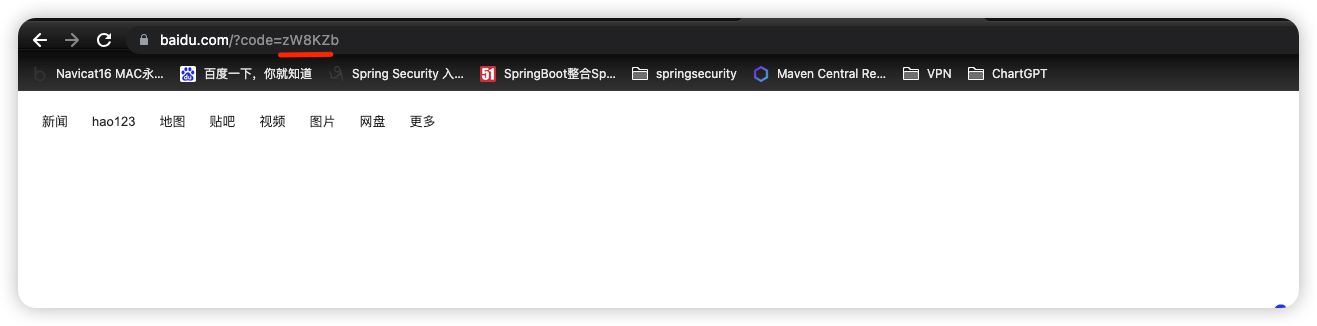 baidu.com/?code=zW8KZb
Navicat16 MAC永... 百度一下，你就知道 Spring Security 入... 51 SpringBoot整合Sp... springsecurity Maven Central Re... VPN ChartGPT
新闻 hao123 地图 贴吧 视频 图片 网盘 更多